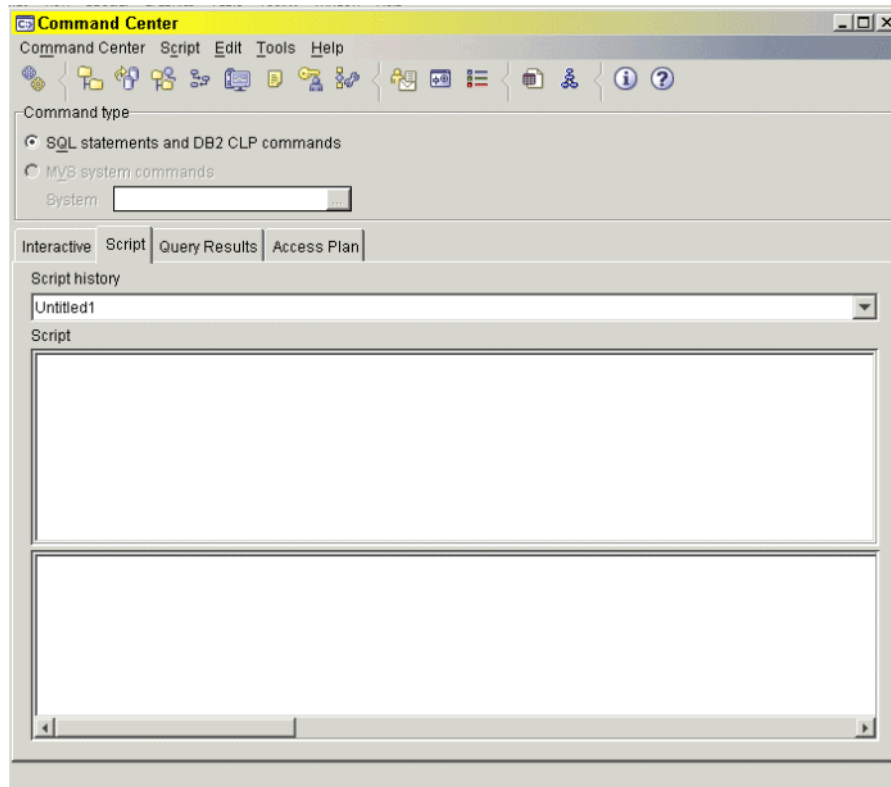 Command Center
Command Center Script Edit Tools Help
Command type
SQL statements and DB2 CLP commands
MVS system commands
System ...
Interactive Script Query Results Access Plan
Script history
Untitled1
Script